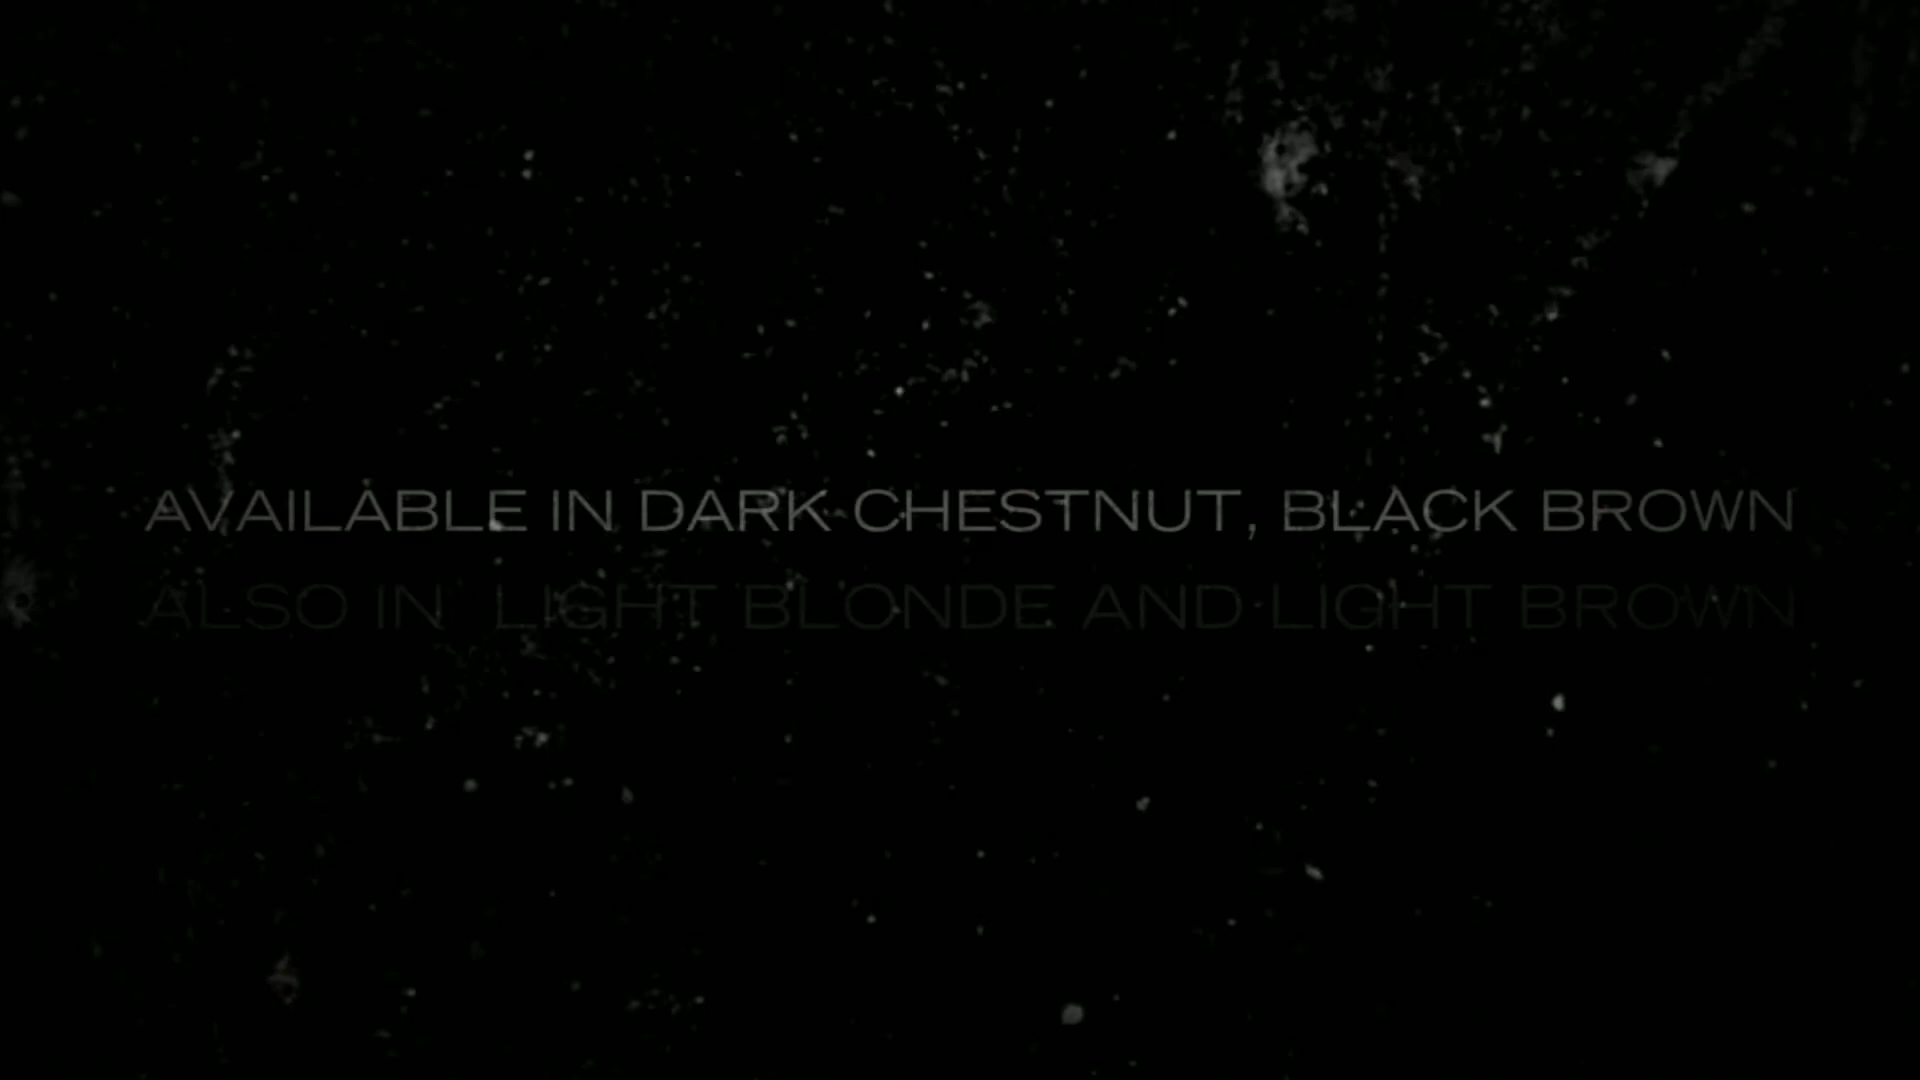 AVAILABLE IN DARK CHESTNUT, BLACK BROWN
ALSO IN LIGHT BLONDE AND LIGHT BROWN